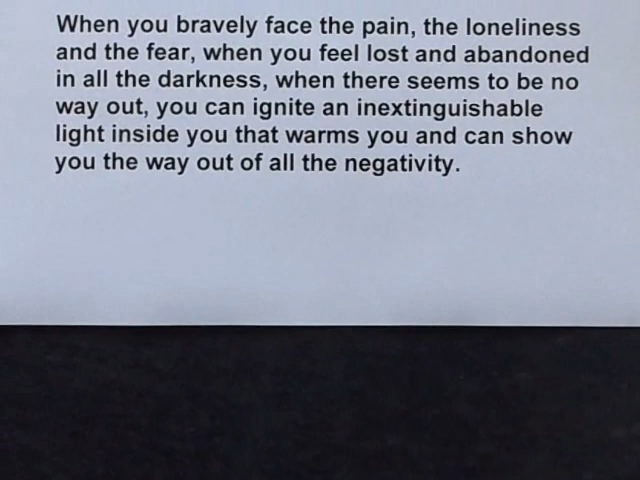 When you bravely face the pain, the loneliness
and the fear, when you feel lost and abandoned
in all the darkness, when there seems to be no
way out, you can ignite an inextinguishable
light inside you that warms you and can show
you the way out of all the negativity.